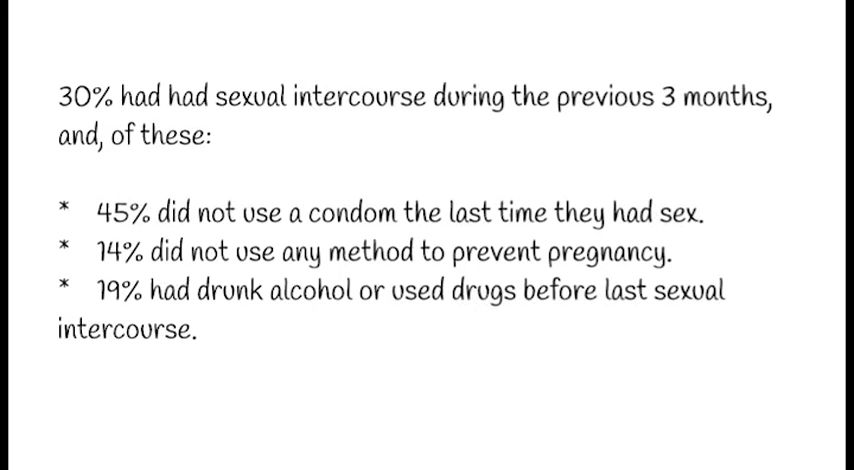 30% had had sexual intercourse during the previous 3 months,
and, of these:
* 45% did not use a condom the last time they had sex.
* 14% did not use any method to prevent pregnancy.
* 19% had drunk alcohol or used drugs before last sexual
intercourse.